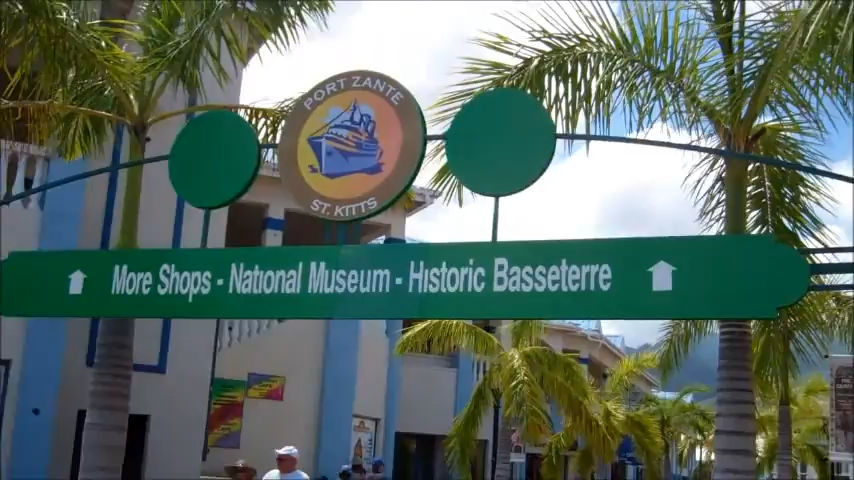 PORT ZANTE
ST. KITTS
More Shops - National Museum - Historic Basseterre